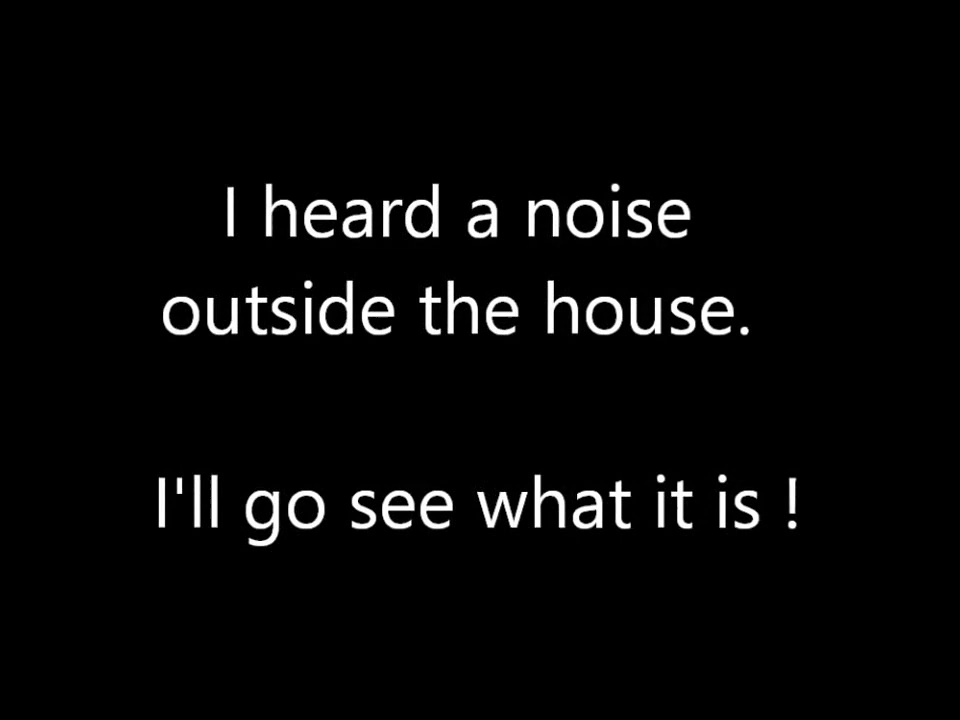 I heard a noise
outside the house.
I'll go see what it is !